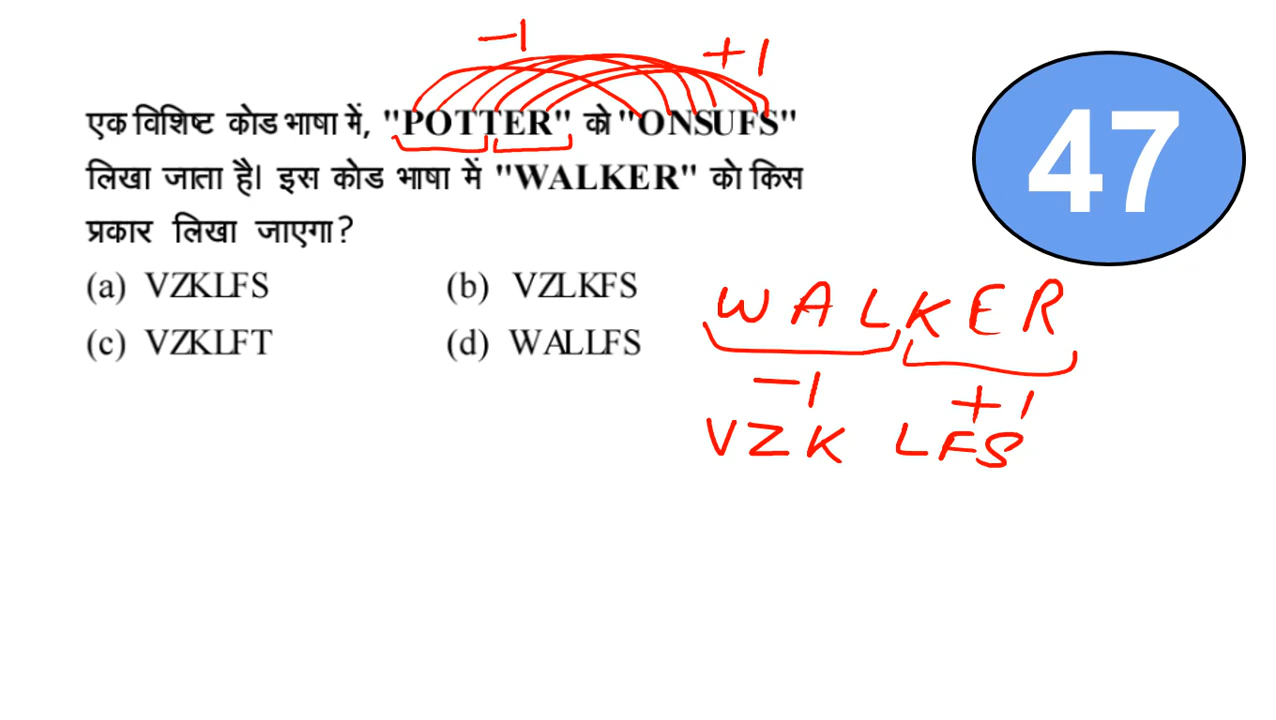 -1 +1
एक विशिष्ट कोड भाषा में, "POTTER" को "ONSUFS"
लिखा जाता है। इस कोड भाषा में "WALKER" को किस
प्रकार लिखा जाएगा?
(a) VZKLFS (b) VZLKFS
(c) VZKLFT (d) WALLFS
47
WALKER
-1 +1
VZK LFS